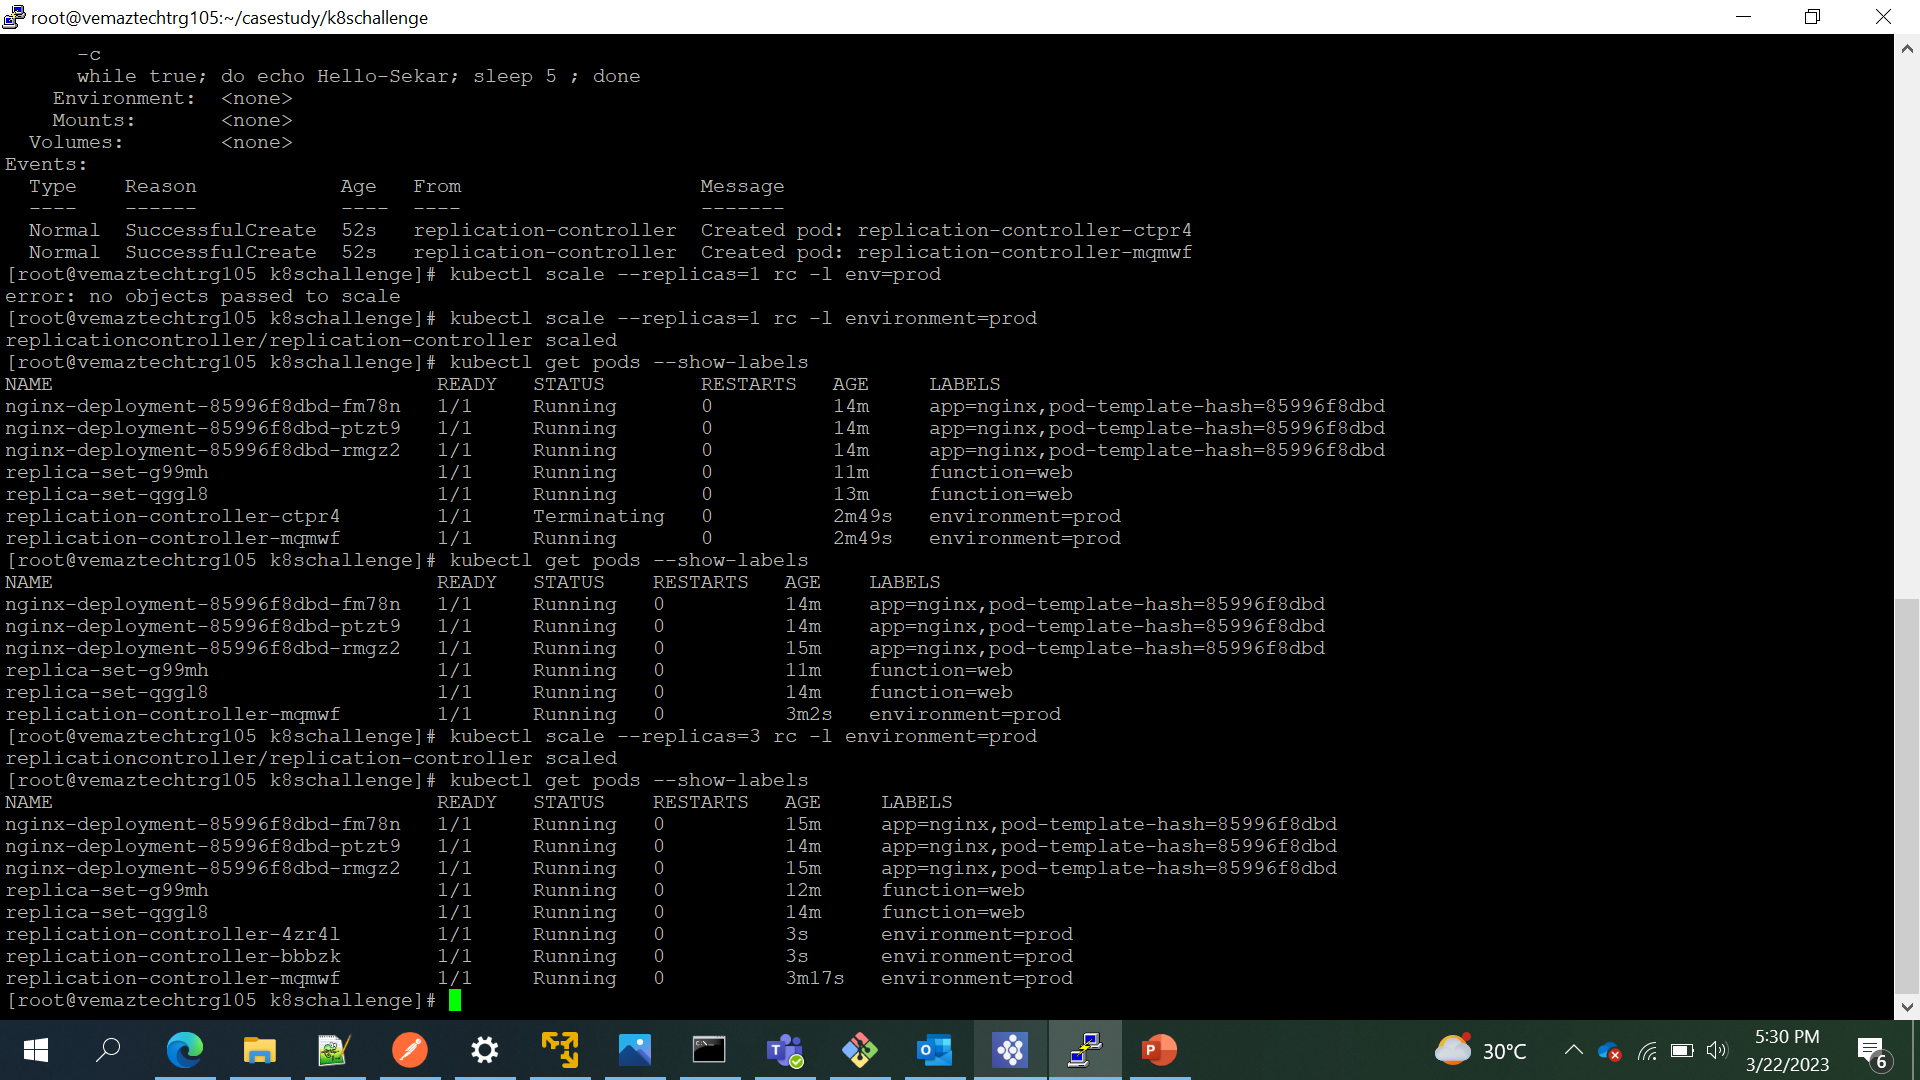 root@vemaztechtrg105:~/casestudy/k8schallenge
-c
while true; do echo Hello-Sekar; sleep 5 ; done
Environment:  <none>
Mounts:       <none>
Volumes:        <none>
Events:
Type    Reason            Age   From                    Message
----    ------            ----  ----                    -------
Normal  SuccessfulCreate  52s   replication-controller  Created pod: replication-controller-ctpr4
Normal  SuccessfulCreate  52s   replication-controller  Created pod: replication-controller-mqmwf
[root@vemaztechtrg105 k8schallenge]# kubectl scale --replicas=1 rc -l env=prod
error: no objects passed to scale
[root@vemaztechtrg105 k8schallenge]# kubectl scale --replicas=1 rc -l environment=prod
replicationcontroller/replication-controller scaled
[root@vemaztechtrg105 k8schallenge]# kubectl get pods --show-labels
NAME                                READY   STATUS        RESTARTS   AGE     LABELS
nginx-deployment-85996f8dbd-fm78n   1/1     Running       0          14m     app=nginx,pod-template-hash=85996f8dbd
nginx-deployment-85996f8dbd-ptzt9   1/1     Running       0          14m     app=nginx,pod-template-hash=85996f8dbd
nginx-deployment-85996f8dbd-rmgz2   1/1     Running       0          14m     app=nginx,pod-template-hash=85996f8dbd
replica-set-g99mh                   1/1     Running       0          11m     function=web
replica-set-qggl8                   1/1     Running       0          13m     function=web
replication-controller-ctpr4        1/1     Terminating   0          2m49s   environment=prod
replication-controller-mqmwf        1/1     Running       0          2m49s   environment=prod
[root@vemaztechtrg105 k8schallenge]# kubectl get pods --show-labels
NAME                                READY   STATUS    RESTARTS   AGE    LABELS
nginx-deployment-85996f8dbd-fm78n   1/1     Running   0          14m    app=nginx,pod-template-hash=85996f8dbd
nginx-deployment-85996f8dbd-ptzt9   1/1     Running   0          14m    app=nginx,pod-template-hash=85996f8dbd
nginx-deployment-85996f8dbd-rmgz2   1/1     Running   0          15m    app=nginx,pod-template-hash=85996f8dbd
replica-set-g99mh                   1/1     Running   0          11m    function=web
replica-set-qggl8                   1/1     Running   0          14m    function=web
replication-controller-mqmwf        1/1     Running   0          3m2s   environment=prod
[root@vemaztechtrg105 k8schallenge]# kubectl scale --replicas=3 rc -l environment=prod
replicationcontroller/replication-controller scaled
[root@vemaztechtrg105 k8schallenge]# kubectl get pods --show-labels
NAME                                READY   STATUS    RESTARTS   AGE     LABELS
nginx-deployment-85996f8dbd-fm78n   1/1     Running   0          15m     app=nginx,pod-template-hash=85996f8dbd
nginx-deployment-85996f8dbd-ptzt9   1/1     Running   0          14m     app=nginx,pod-template-hash=85996f8dbd
nginx-deployment-85996f8dbd-rmgz2   1/1     Running   0          15m     app=nginx,pod-template-hash=85996f8dbd
replica-set-g99mh                   1/1     Running   0          12m     function=web
replica-set-qggl8                   1/1     Running   0          14m     function=web
replication-controller-4zr4l        1/1     Running   0          3s      environment=prod
replication-controller-bbbzk        1/1     Running   0          3s      environment=prod
replication-controller-mqmwf        1/1     Running   0          3m17s   environment=prod
[root@vemaztechtrg105 k8schallenge]#
30°C
5:30 PM
3/22/2023
6